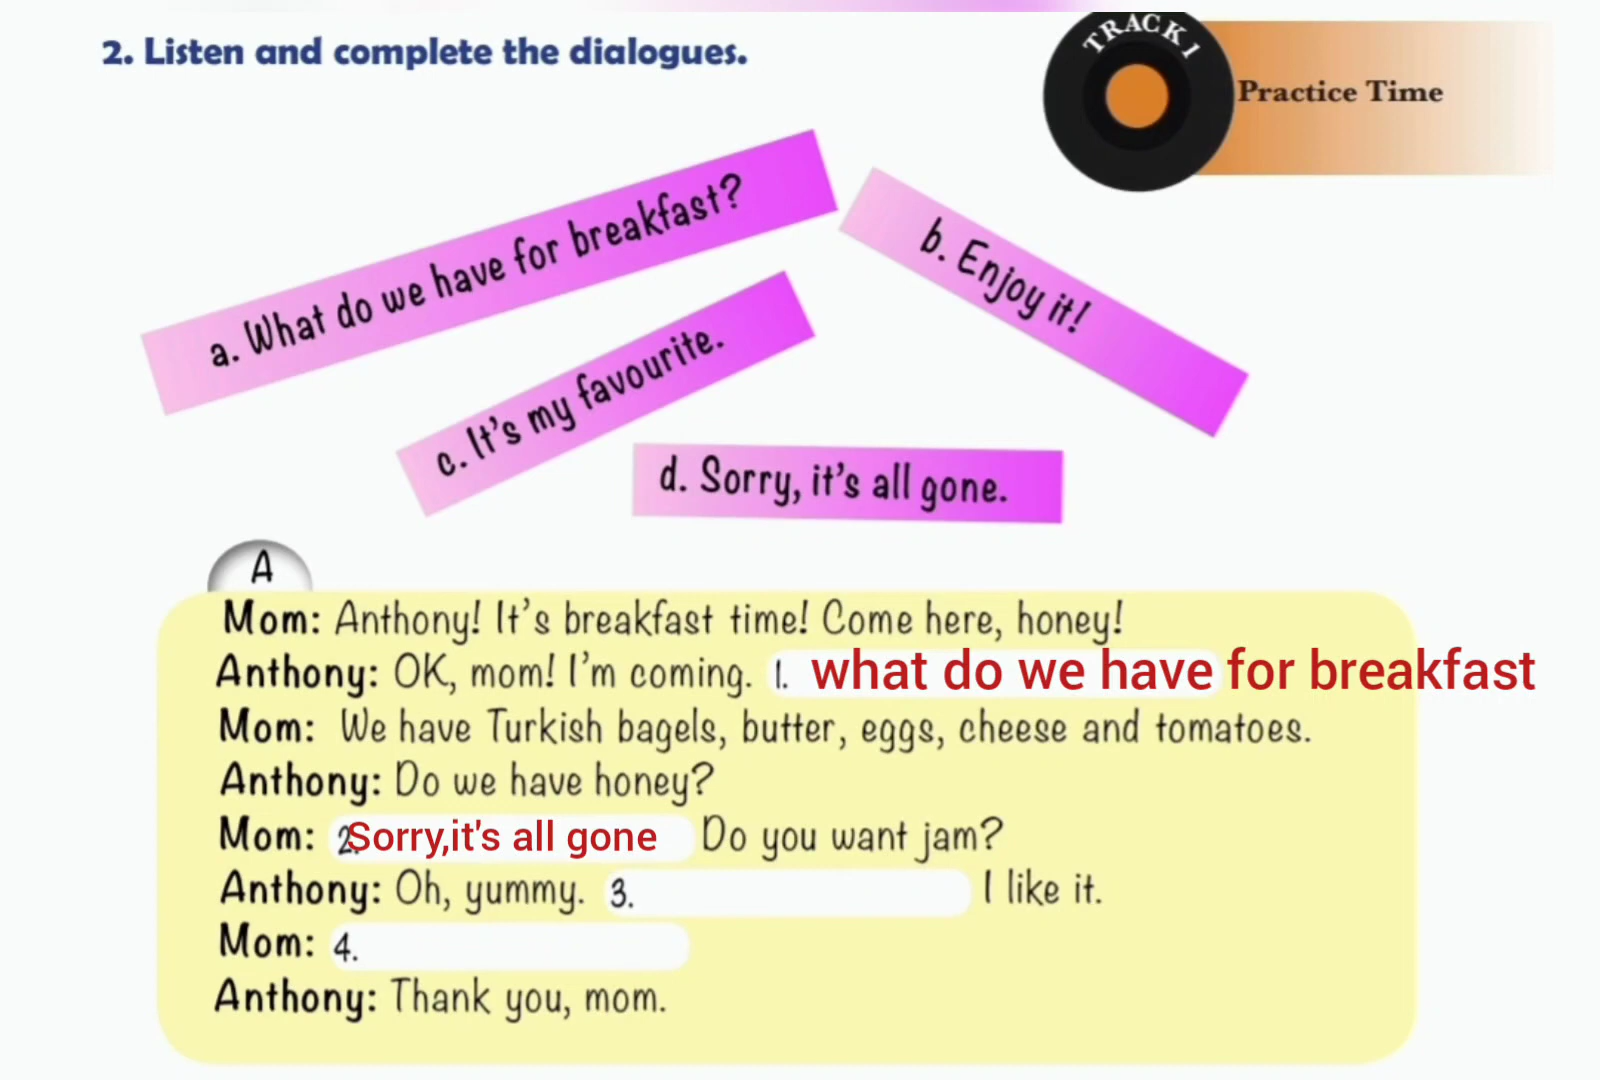 2. Listen and complete the dialogues.
TRACK 1
Practice Time
a. What do we have for breakfast?
b. Enjoy it!
c. It's my favourite.
d. Sorry, it's all gone.
A
Mom: Anthony! It's breakfast time! Come here, honey!
Anthony: OK, mom! I'm coming. 1. what do we have for breakfast
Mom: We have Turkish bagels, butter, eggs, cheese and tomatoes.
Anthony: Do we have honey?
Mom: 2. Sorry,it's all gone Do you want jam?
Anthony: Oh, yummy. 3. I like it.
Mom: 4.
Anthony: Thank you, mom.